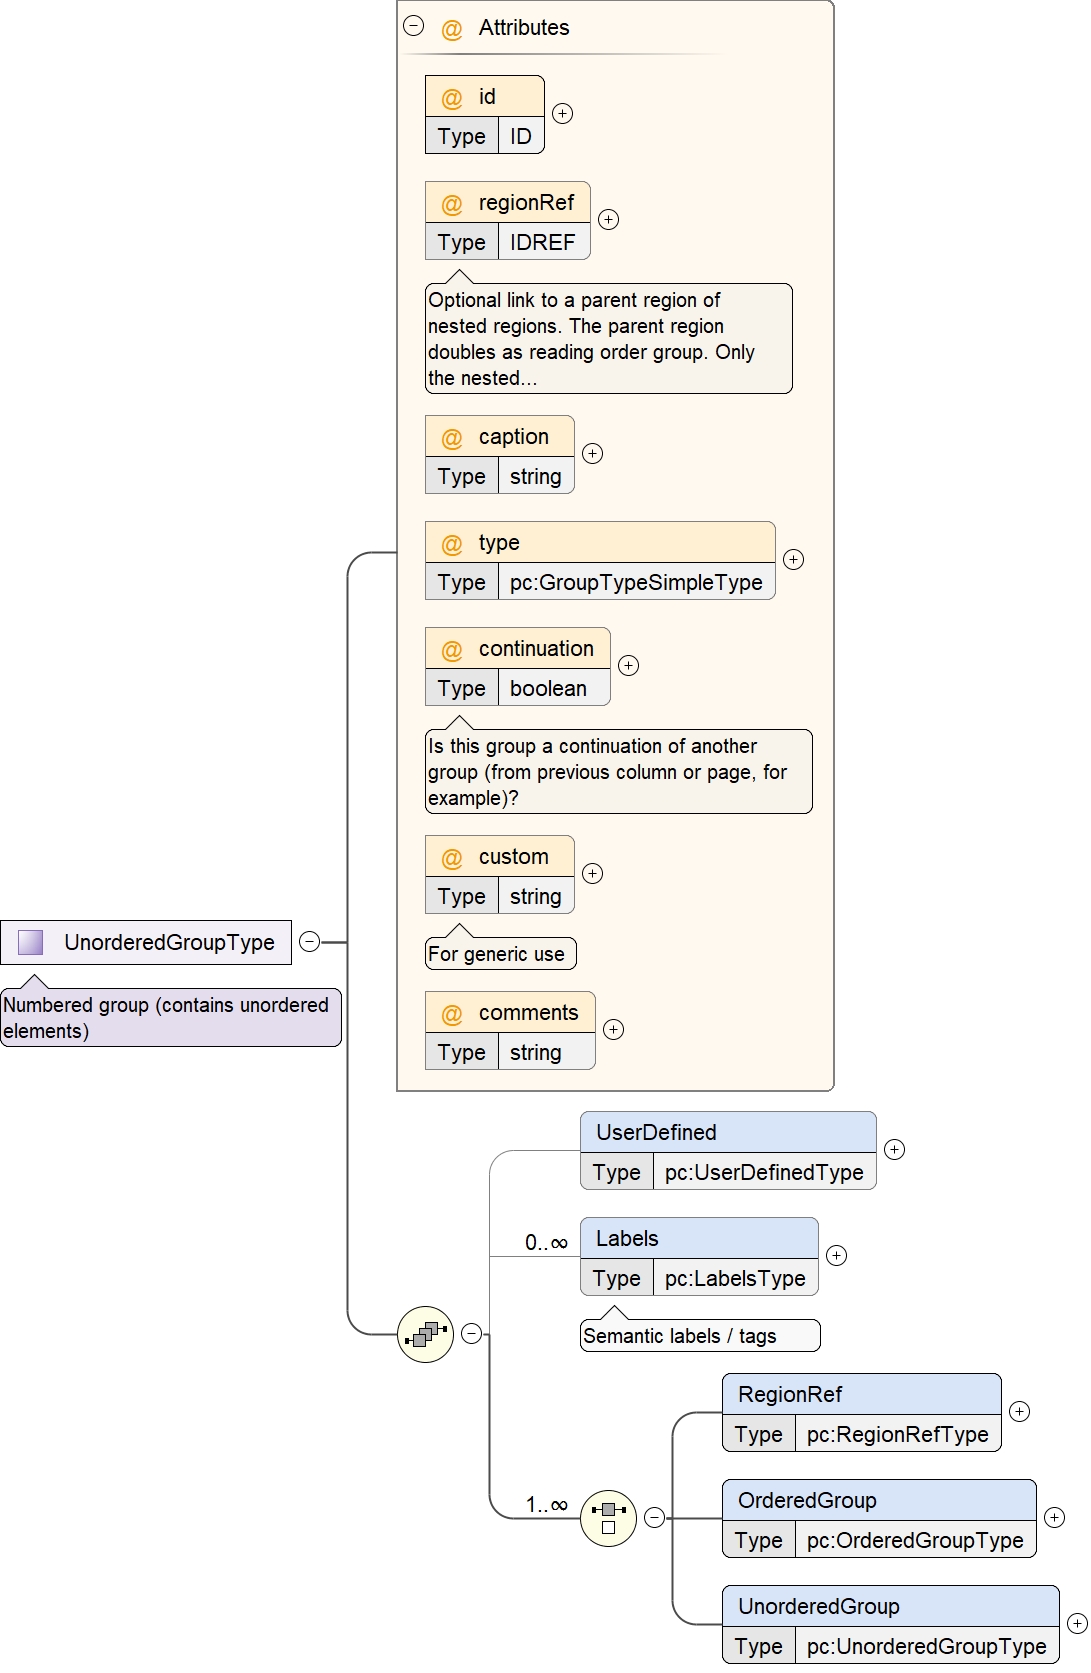 @ Attributes
@ id
Type ID
@ regionRef
Type IDREF
Optional link to a parent region of
nested regions. The parent region
doubles as reading order group. Only
the nested...
@ caption
Type string
@ type
Type pc:GroupTypeSimpleType
@ continuation
Type boolean
Is this group a continuation of another
group (from previous column or page, for
example)?
@ custom
Type string
For generic use
@ comments
Type string
UnorderedGroupType
Numbered group (contains unordered
elements)
UserDefined
Type pc:UserDefinedType
0..∞
Labels
Type pc:LabelsType
Semantic labels / tags
1..∞
RegionRef
Type pc:RegionRefType
OrderedGroup
Type pc:OrderedGroupType
UnorderedGroup
Type pc:UnorderedGroupType